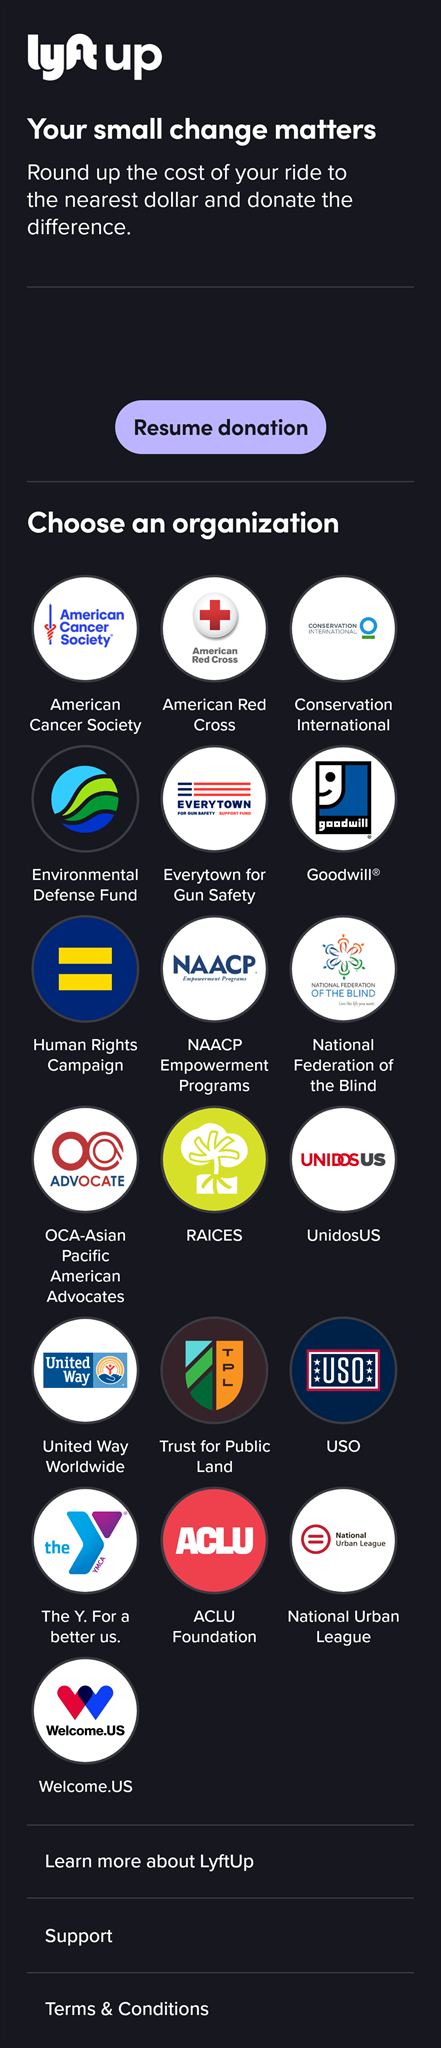 lyft up
Your small change matters
Round up the cost of your ride to
the nearest dollar and donate the
difference.
Resume donation
Choose an organization
American
Cancer
Society®
American
Red Cross
CONSERVATION
INTERNATIONAL
American
Cancer Society
American Red
Cross
Conservation
International
EVERYTOWN
FOR GUN SAFETY SUPPORT FUND
goodwill®
Environmental
Defense Fund
Everytown for
Gun Safety
Goodwill®
NAACP
Empowerment Programs
NATIONAL FEDERATION
OF THE BLIND
Live the life you want.
Human Rights
Campaign
NAACP
Empowerment
Programs
National
Federation of
the Blind
OCA
ADVOCATE
UNIDOSUS
OCA-Asian
Pacific
American
Advocates
RAICES
UnidosUS
United
Way
TPL
USO
United Way
Worldwide
Trust for Public
Land
USO
the Y®
YMCA
ACLU
National
Urban League
The Y. For a
better us.
ACLU
Foundation
National Urban
League
Welcome.US
Welcome.US
Learn more about LyftUp
Support
Terms & Conditions